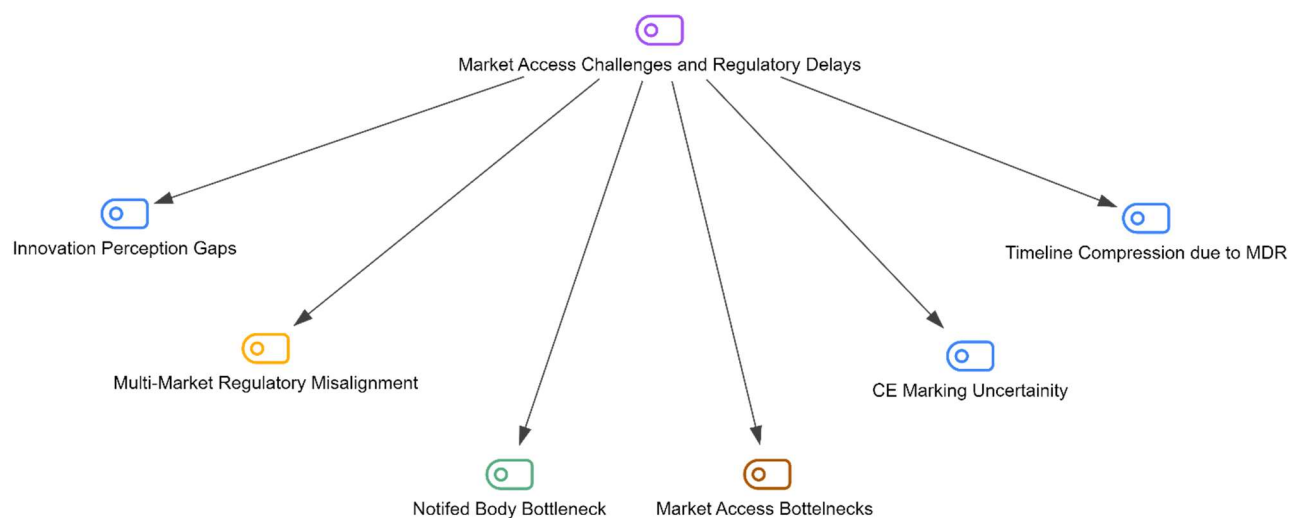 Market Access Challenges and Regulatory Delays
Innovation Perception Gaps
Timeline Compression due to MDR
Multi-Market Regulatory Misalignment
CE Marking Uncertainity
Notifed Body Bottleneck
Market Access Bottelnecks